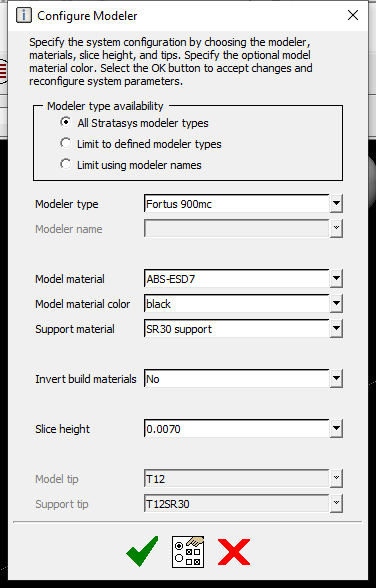 Configure Modeler
Specify the system configuration by choosing the modeler,
materials, slice height, and tips. Specify the optional model
material color. Select the OK button to accept changes and
reconfigure system parameters.
Modeler type availability
All Stratasys modeler types
Limit to defined modeler types
Limit using modeler names
Modeler type Fortus 900mc
Modeler name
Model material ABS-ESD7
Model material color black
Support material SR30 support
Invert build materials No
Slice height 0.0070
Model tip T12
Support tip T12SR30